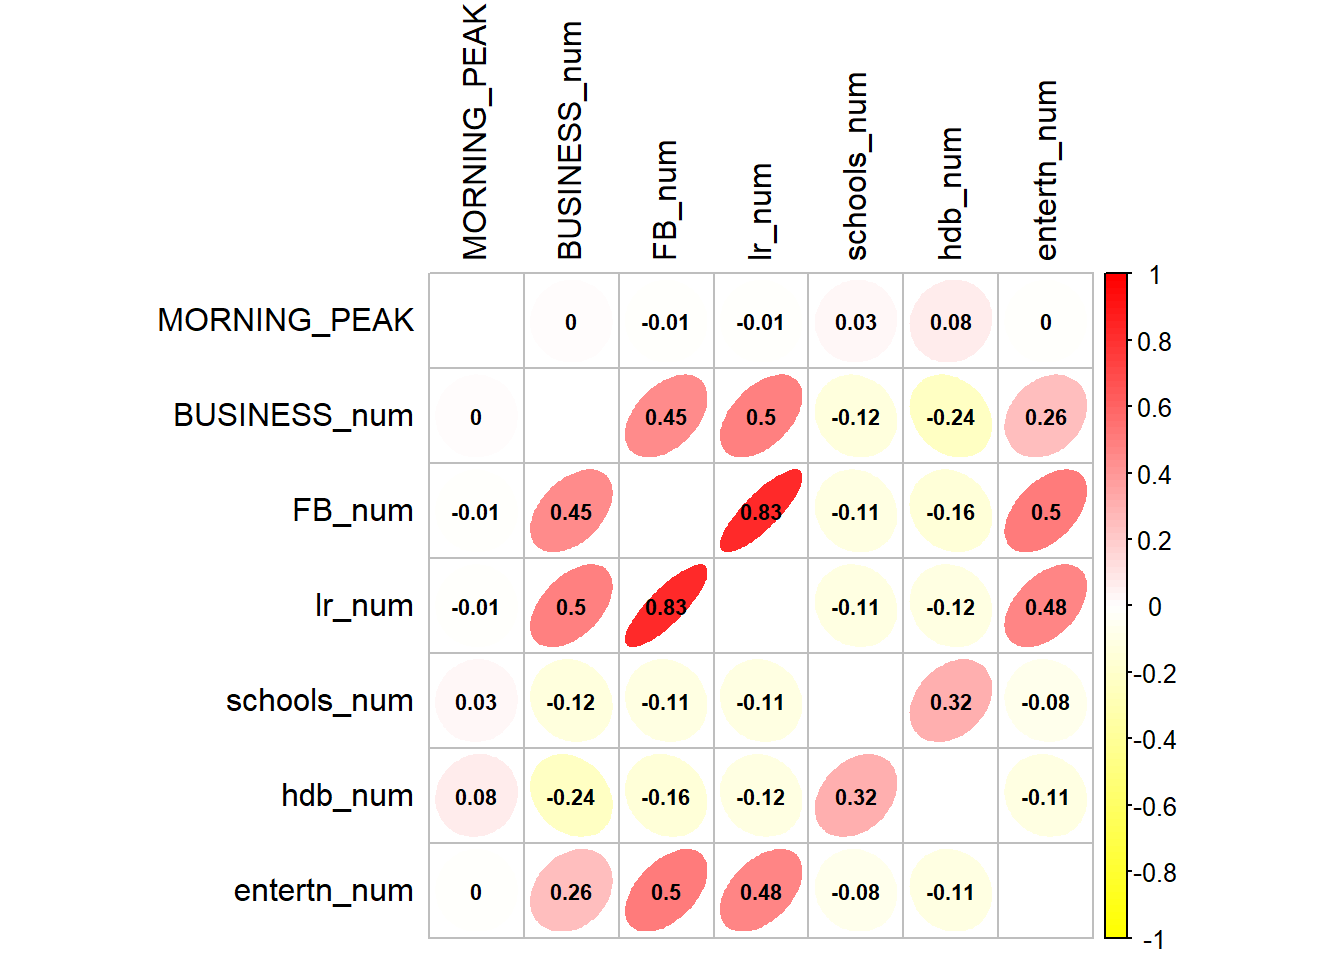 MORNING_PEAK BUSINESS_num FB_num lr_num schools_num hdb_num entertn_num
MORNING_PEAK 0 -0.01 -0.01 0.03 0.08 0
BUSINESS_num 0 0.45 0.5 -0.12 -0.24 0.26
FB_num -0.01 0.45 0.83 -0.11 -0.16 0.5
lr_num -0.01 0.5 0.83 -0.11 -0.12 0.48
schools_num 0.03 -0.12 -0.11 -0.11 0.32 -0.08
hdb_num 0.08 -0.24 -0.16 -0.12 0.32 -0.11
entertn_num 0 0.26 0.5 0.48 -0.08 -0.11
1
0.8
0.6
0.4
0.2
0
-0.2
-0.4
-0.6
-0.8
-1